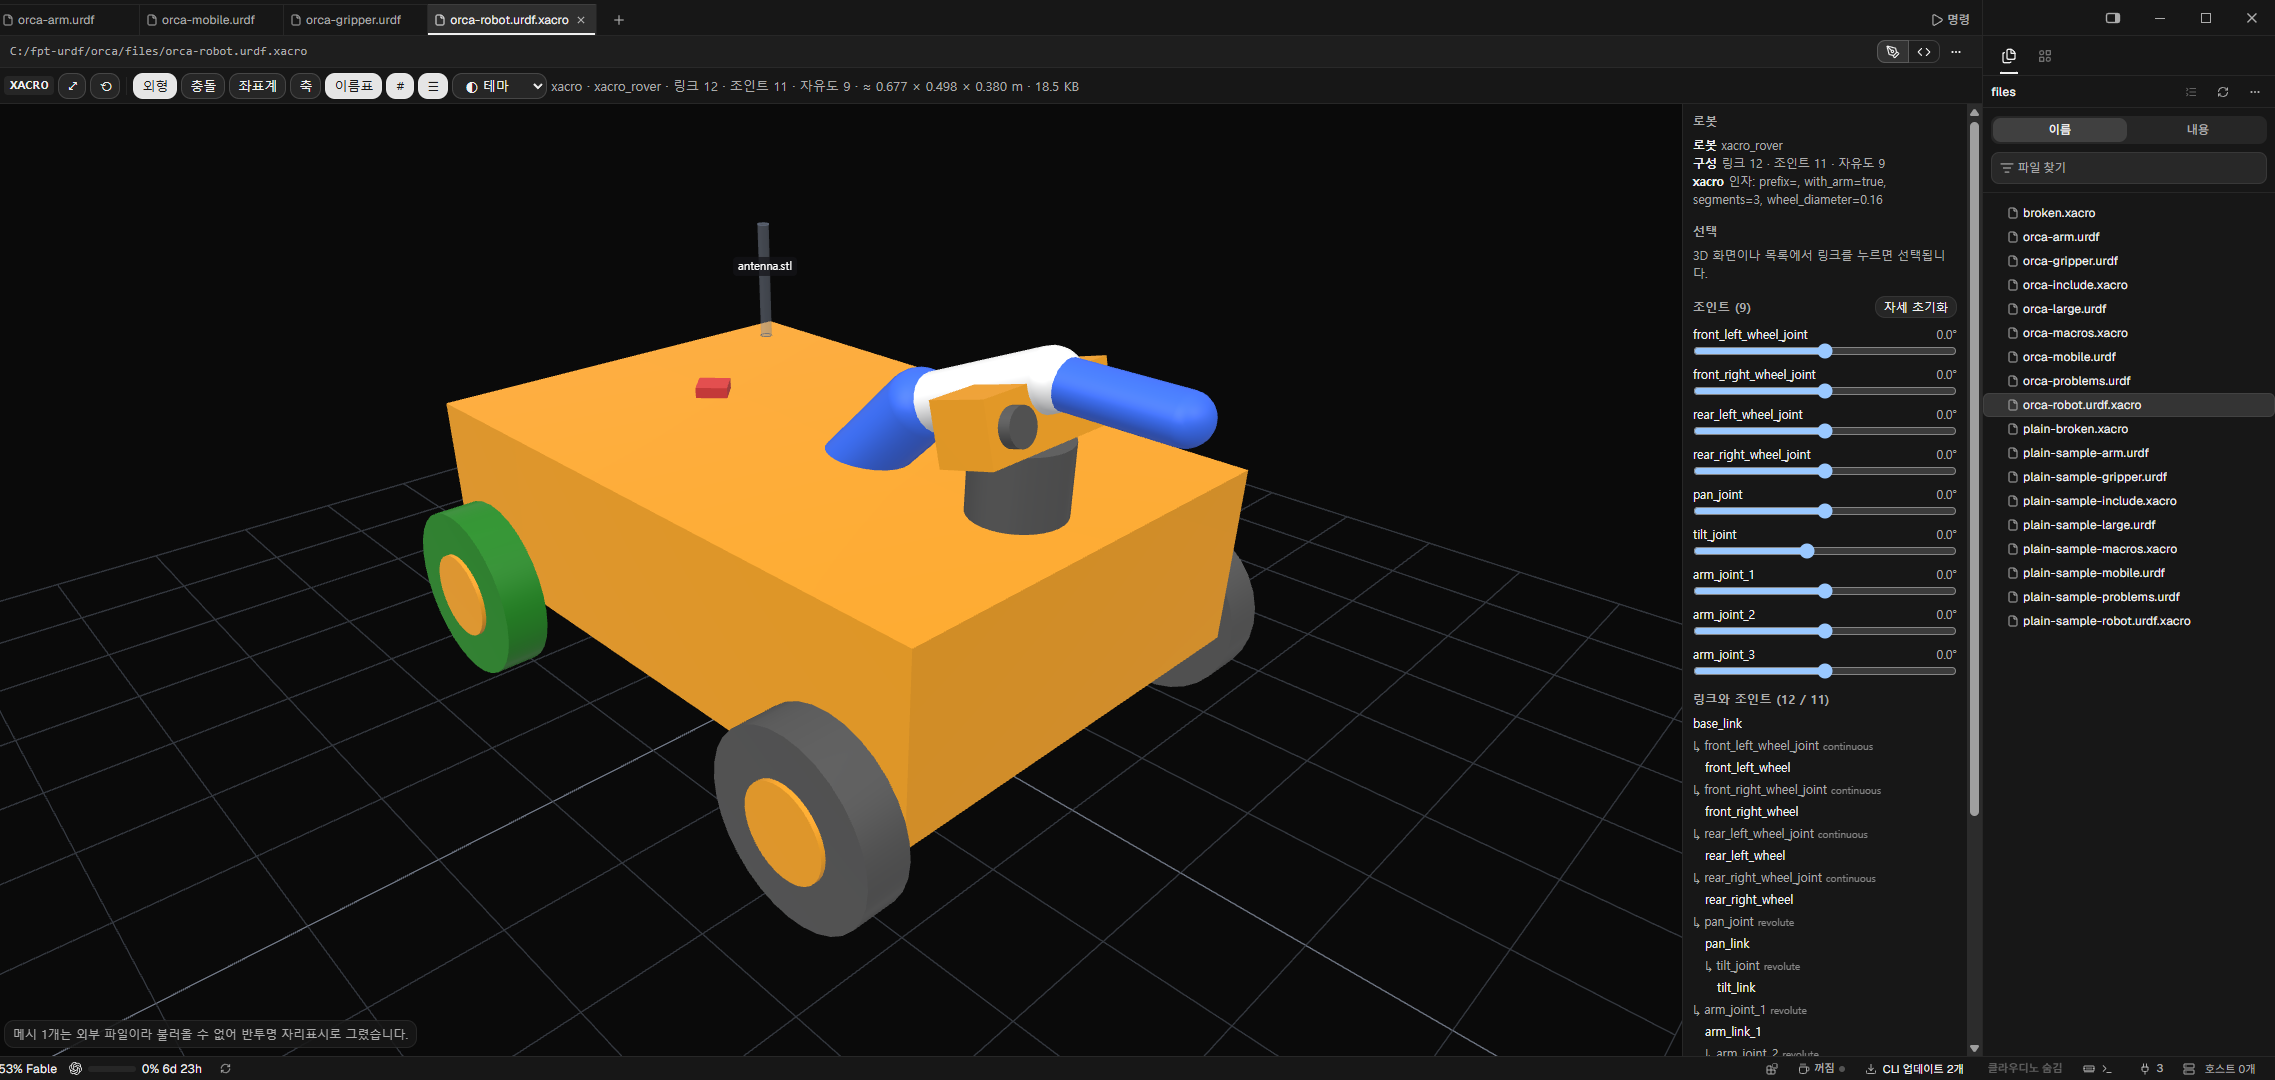 orca-arm.urdf
orca-mobile.urdf
orca-gripper.urdf
orca-robot.urdf.xacro
명령
C:/fpt-urdf/orca/files/orca-robot.urdf.xacro
XACRO
외형
충돌
좌표계
축
이름표
#
테마
xacro · xacro_rover · 링크 12 · 조인트 11 · 자유도 9 · ≈ 0.677 × 0.498 × 0.380 m · 18.5 KB
antenna.stl
메시 1개는 외부 파일이라 불러올 수 없어 반투명 자리표시로 그렸습니다.
로봇
로봇 xacro_rover
구성 링크 12 · 조인트 11 · 자유도 9
xacro 인자: prefix=, with_arm=true,
segments=3, wheel_diameter=0.16
선택
3D 화면이나 목록에서 링크를 누르면 선택됩니
다.
조인트 (9)
자세 초기화
front_left_wheel_joint 0.0°
front_right_wheel_joint 0.0°
rear_left_wheel_joint 0.0°
rear_right_wheel_joint 0.0°
pan_joint 0.0°
tilt_joint 0.0°
arm_joint_1 0.0°
arm_joint_2 0.0°
arm_joint_3 0.0°
링크와 조인트 (12 / 11)
base_link
↳ front_left_wheel_joint continuous
front_left_wheel
↳ front_right_wheel_joint continuous
front_right_wheel
↳ rear_left_wheel_joint continuous
rear_left_wheel
↳ rear_right_wheel_joint continuous
rear_right_wheel
↳ pan_joint revolute
pan_link
↳ tilt_joint revolute
tilt_link
↳ arm_joint_1 revolute
arm_link_1
↳ arm_joint_2 revolute
files
이름
내용
파일 찾기
broken.xacro
orca-arm.urdf
orca-gripper.urdf
orca-include.xacro
orca-large.urdf
orca-macros.xacro
orca-mobile.urdf
orca-problems.urdf
orca-robot.urdf.xacro
plain-broken.xacro
plain-sample-arm.urdf
plain-sample-gripper.urdf
plain-sample-include.xacro
plain-sample-large.urdf
plain-sample-macros.xacro
plain-sample-mobile.urdf
plain-sample-problems.urdf
plain-sample-robot.urdf.xacro
53% Fable
0% 6d 23h
꺼짐
CLI 업데이트 2개
클라우디노 숨김
3
호스트 0개